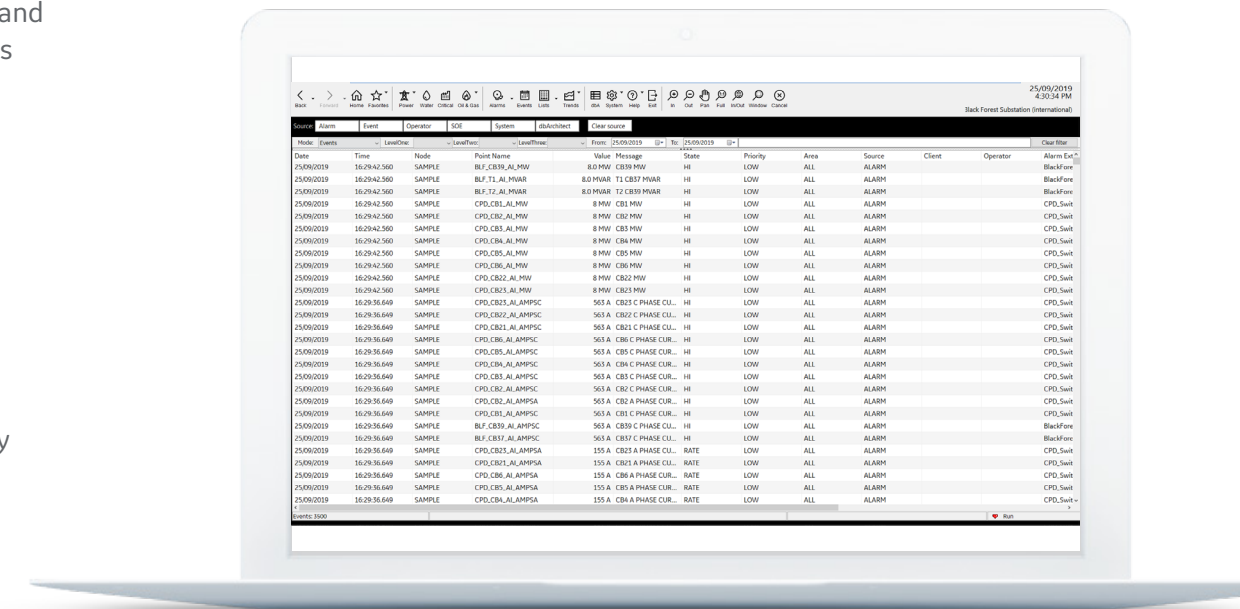 and
s
y
25/09/2019
4:30:34 PM
Back Forward Home Favorites Power Water Critical Oil & Gas Alarms Events Lists Trends dbA System Help Exit In Out Pan Full In/Out Window Cancel
Black Forest Substation (international)
Source: Alarm Event Operator SOE System dbArchitect Clear source
Mode: Events LevelOne: LevelTwo: LevelThree: From: 25/09/2019 To: 25/09/2019 Clear filter
Date Time Node Point Name Value Message State Priority Area Source Client Operator Alarm Ext
25/09/2019 16:29:42.560 SAMPLE BLF_CB39_AI_MW 8.0 MW CB39 MW HI LOW ALL ALARM BlackFore
25/09/2019 16:29:42.560 SAMPLE BLF_T1_AI_MVAR 8.0 MVAR T1 CB37 MVAR HI LOW ALL ALARM BlackFore
25/09/2019 16:29:42.560 SAMPLE BLF_T2_AI_MVAR 8.0 MVAR T2 CB39 MVAR HI LOW ALL ALARM BlackFore
25/09/2019 16:29:42.560 SAMPLE CPD_CB1_AI_MW 8 MW CB1 MW HI LOW ALL ALARM CPD_Swit
25/09/2019 16:29:42.560 SAMPLE CPD_CB2_AI_MW 8 MW CB2 MW HI LOW ALL ALARM CPD_Swit
25/09/2019 16:29:42.560 SAMPLE CPD_CB3_AI_MW 8 MW CB3 MW HI LOW ALL ALARM CPD_Swit
25/09/2019 16:29:42.560 SAMPLE CPD_CB4_AI_MW 8 MW CB4 MW HI LOW ALL ALARM CPD_Swit
25/09/2019 16:29:42.560 SAMPLE CPD_CB5_AI_MW 8 MW CB5 MW HI LOW ALL ALARM CPD_Swit
25/09/2019 16:29:42.560 SAMPLE CPD_CB6_AI_MW 8 MW CB6 MW HI LOW ALL ALARM CPD_Swit
25/09/2019 16:29:42.560 SAMPLE CPD_CB22_AI_MW 8 MW CB22 MW HI LOW ALL ALARM CPD_Swit
25/09/2019 16:29:42.560 SAMPLE CPD_CB23_AI_MW 8 MW CB23 MW HI LOW ALL ALARM CPD_Swit
25/09/2019 16:29:36.649 SAMPLE CPD_CB23_AI_AMPSC 563 A CB23 C PHASE CU... HI LOW ALL ALARM CPD_Swit
25/09/2019 16:29:36.649 SAMPLE CPD_CB22_AI_AMPSC 563 A CB22 C PHASE CU... HI LOW ALL ALARM CPD_Swit
25/09/2019 16:29:36.649 SAMPLE CPD_CB21_AI_AMPSC 563 A CB21 C PHASE CU... HI LOW ALL ALARM CPD_Swit
25/09/2019 16:29:36.649 SAMPLE CPD_CB6_AI_AMPSC 563 A CB6 C PHASE CUR... HI LOW ALL ALARM CPD_Swit
25/09/2019 16:29:36.649 SAMPLE CPD_CB5_AI_AMPSC 563 A CB5 C PHASE CUR... HI LOW ALL ALARM CPD_Swit
25/09/2019 16:29:36.649 SAMPLE CPD_CB4_AI_AMPSC 563 A CB4 C PHASE CUR... HI LOW ALL ALARM CPD_Swit
25/09/2019 16:29:36.649 SAMPLE CPD_CB3_AI_AMPSC 563 A CB3 C PHASE CUR... HI LOW ALL ALARM CPD_Swit
25/09/2019 16:29:36.649 SAMPLE CPD_CB2_AI_AMPSC 563 A CB2 C PHASE CUR... HI LOW ALL ALARM CPD_Swit
25/09/2019 16:29:36.649 SAMPLE CPD_CB2_AI_AMPSA 563 A CB2 A PHASE CUR... HI LOW ALL ALARM CPD_Swit
25/09/2019 16:29:36.649 SAMPLE CPD_CB1_AI_AMPSC 563 A CB1 C PHASE CUR... HI LOW ALL ALARM CPD_Swit
25/09/2019 16:29:36.649 SAMPLE BLF_CB39_AI_AMPSC 563 A CB39 C PHASE CU... HI LOW ALL ALARM BlackFore
25/09/2019 16:29:36.649 SAMPLE BLF_CB37_AI_AMPSC 563 A CB37 C PHASE CU... HI LOW ALL ALARM BlackFore
25/09/2019 16:29:36.649 SAMPLE CPD_CB23_AI_AMPSA 155 A CB23 A PHASE CU... RATE LOW ALL ALARM CPD_Swit
25/09/2019 16:29:36.649 SAMPLE CPD_CB21_AI_AMPSA 155 A CB21 A PHASE CU... RATE LOW ALL ALARM CPD_Swit
25/09/2019 16:29:36.649 SAMPLE CPD_CB6_AI_AMPSA 155 A CB6 A PHASE CUR... RATE LOW ALL ALARM CPD_Swit
25/09/2019 16:29:36.649 SAMPLE CPD_CB5_AI_AMPSA 155 A CB5 A PHASE CUR... RATE LOW ALL ALARM CPD_Swit
25/09/2019 16:29:36.649 SAMPLE CPD_CB4_AI_AMPSA 155 A CB4 A PHASE CUR... RATE LOW ALL ALARM CPD_Swit
Events: 3500 Run